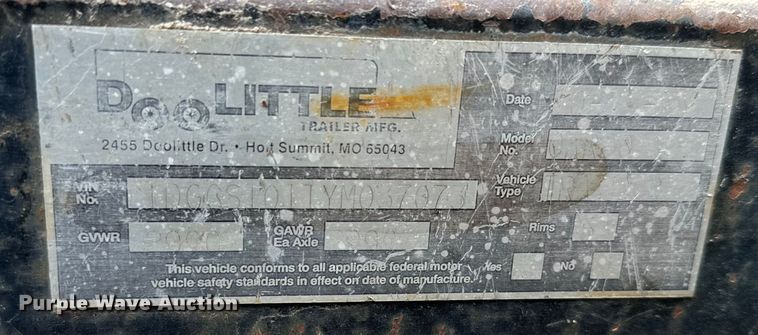 DOOLITTLE
TRAILER MFG.
2455 Doolittle Dr. • Holt Summit, MO 65043
VIN No.
GVWR
GAWR Ea Axle
This vehicle conforms to all applicable federal motor
vehicle safety standards in effect on date of manufacture.
Date
Model No.
Vehicle Type
Rims
Yes No
Purple Wave Auction